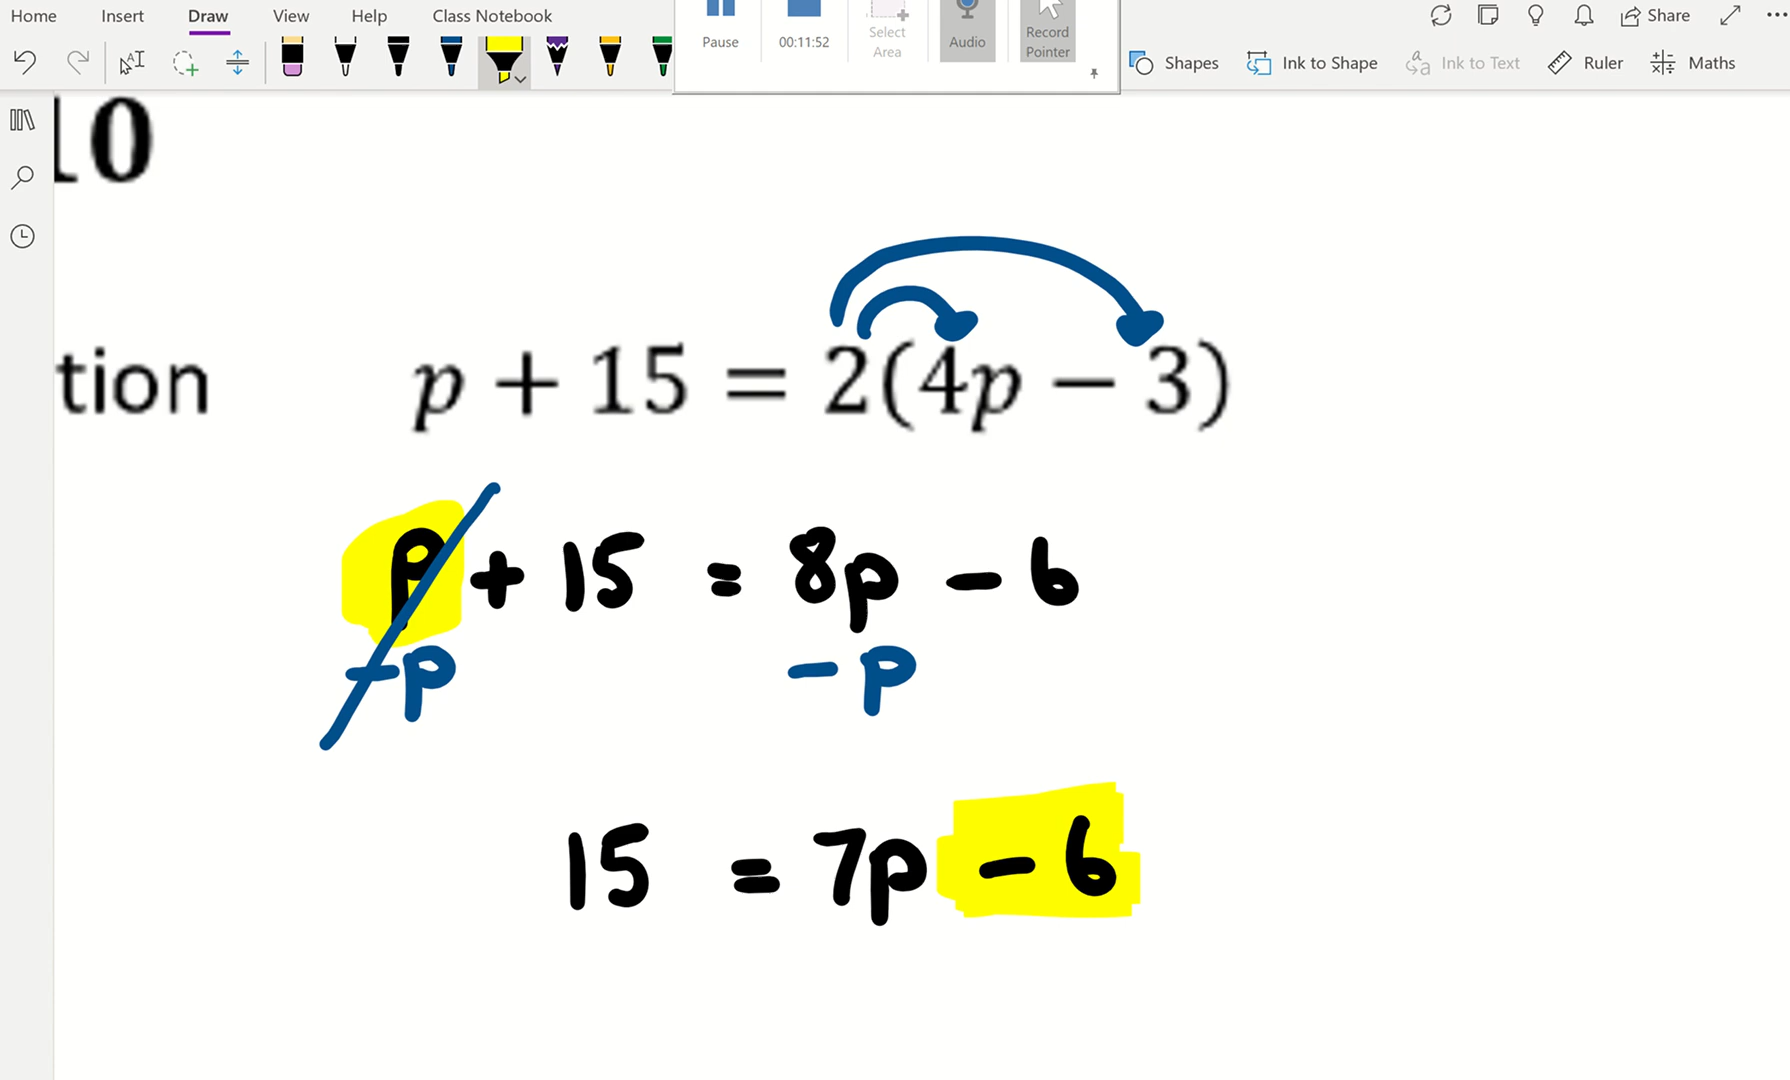 Home Insert Draw View Help Class Notebook Share
Pause 00:11:52 Select Area Audio Record Pointer
Shapes Ink to Shape Ink to Text Ruler Maths
10
tion p + 15 = 2(4p − 3)
p + 15 = 8p − 6
−p −p
15 = 7p − 6